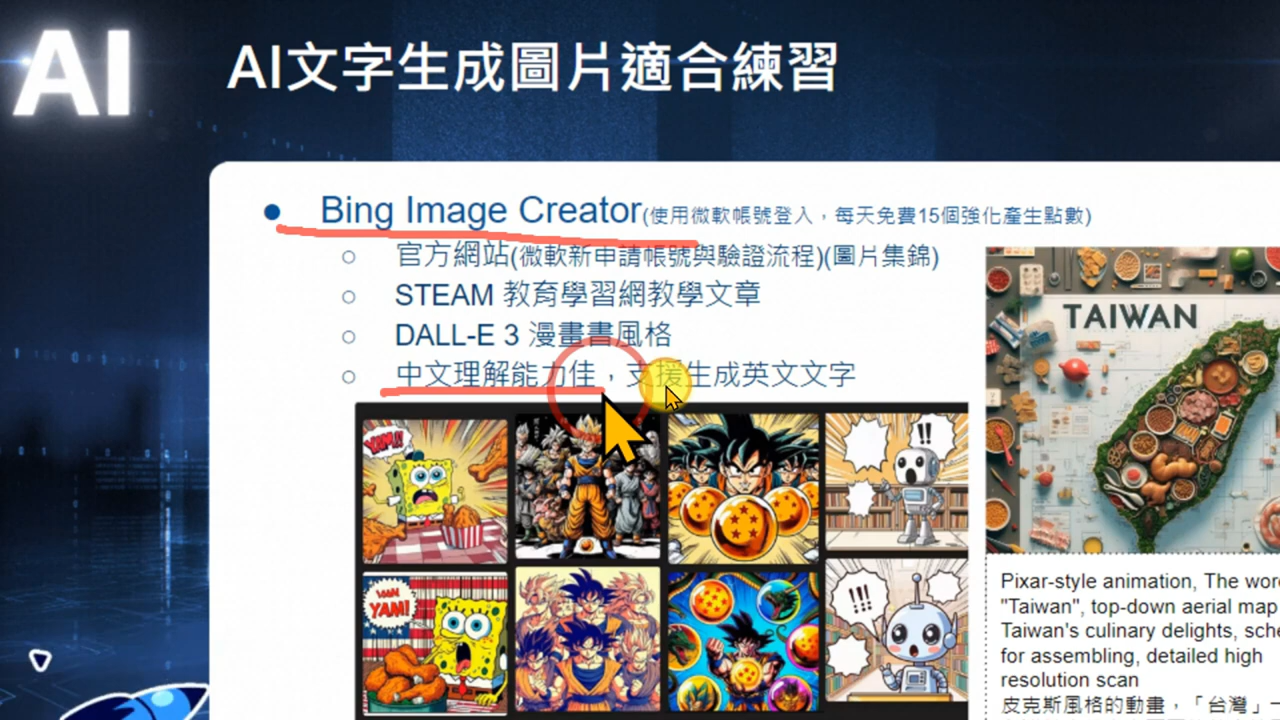 AI
AI文字生成圖片適合練習
Bing Image Creator(使用微軟帳號登入，每天免費15個強化產生點數)
官方網站(微軟新申請帳號與驗證流程)(圖片集錦)
STEAM 教育學習網教學文章
DALL-E 3 漫畫書風格
中文理解能力佳，支援生成英文文字
YAM!!
!!
YAM!
!!!
TAIWAN
Pixar-style animation, The
"Taiwan", top-down aerial map
Taiwan's culinary delights,
for assembling, detailed high
resolution scan
皮克斯風格的動畫，「台灣」